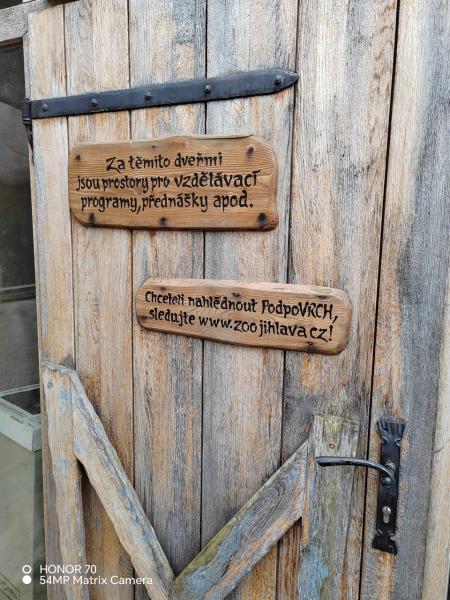 Za těmito dveřmi
jsou prostory pro vzdělávací
programy, přednášky apod.
Chceteli nahlédnout PodpoVRCH,
sledujte www.zoojihlava.cz!
HONOR 70
54MP Matrix Camera